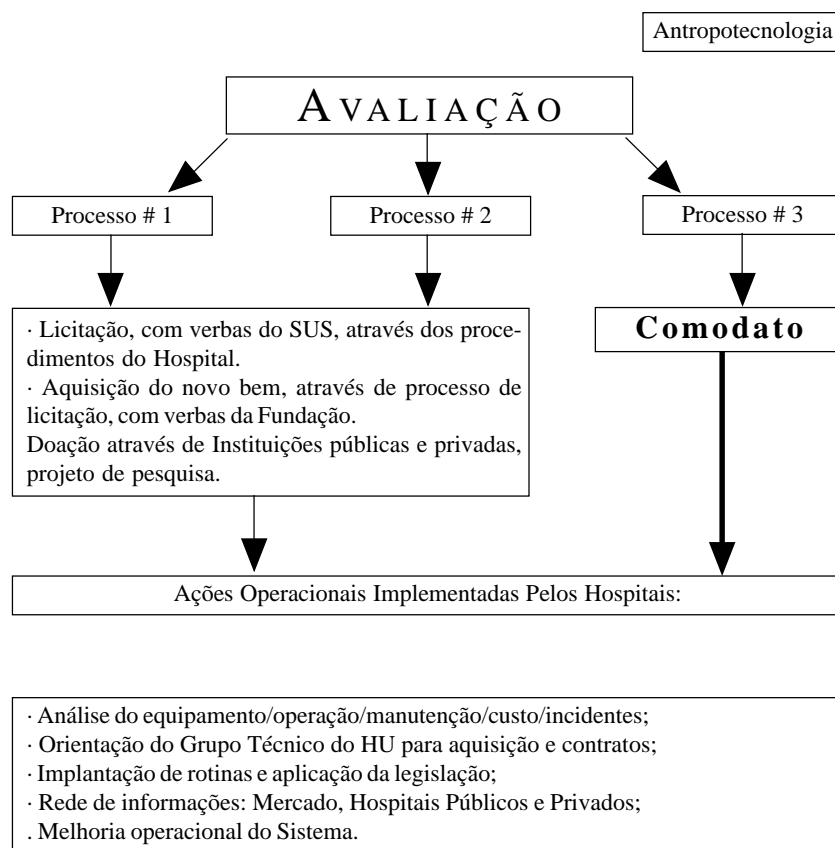 Antropotecnologia
AVALIAÇÃO
Processo # 1
Processo # 2
Processo # 3
· Licitação, com verbas do SUS, através dos proce-
dimentos do Hospital.
· Aquisição do novo bem, através de processo de
licitação, com verbas da Fundação.
Doação através de Instituições públicas e privadas,
projeto de pesquisa.
Comodato
Ações Operacionais Implementadas Pelos Hospitais:
· Análise do equipamento/operação/manutenção/custo/incidentes;
· Orientação do Grupo Técnico do HU para aquisição e contratos;
· Implantação de rotinas e aplicação da legislação;
· Rede de informações: Mercado, Hospitais Públicos e Privados;
. Melhoria operacional do Sistema.